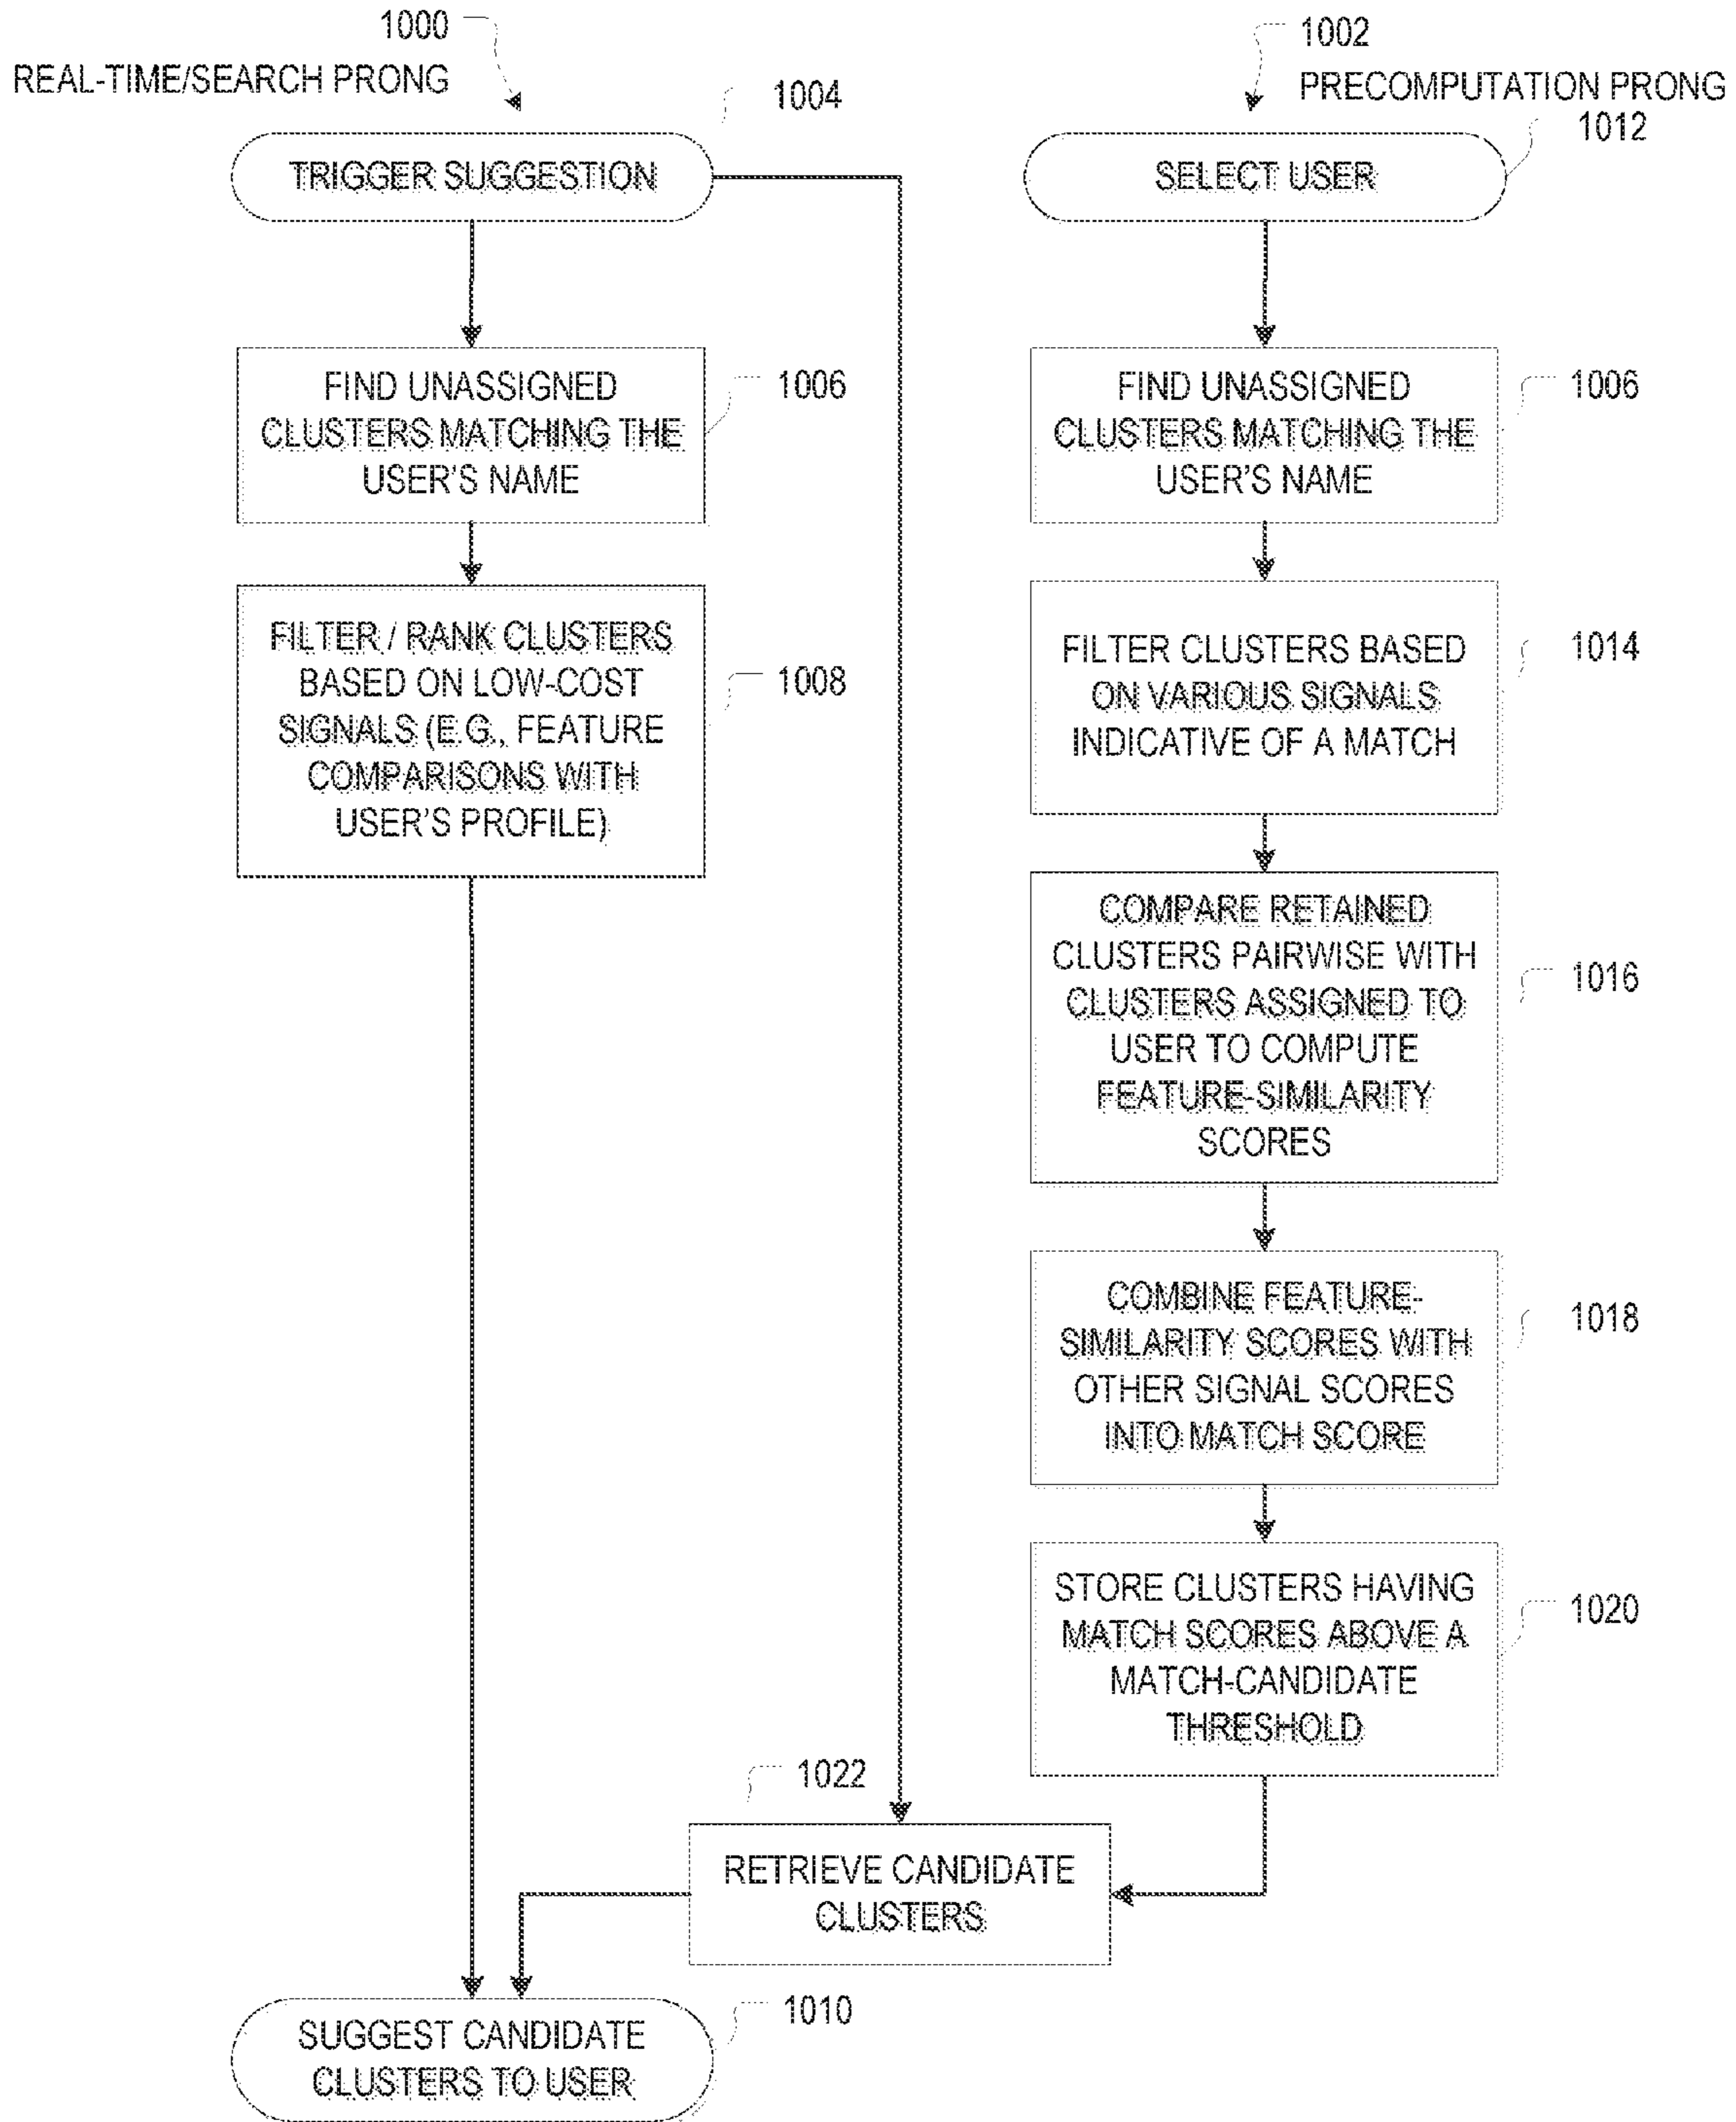 1000
REAL-TIME/SEARCH PRONG
1004
TRIGGER SUGGESTION
FIND UNASSIGNED
CLUSTERS MATCHING THE
USER'S NAME
1006
FILTER / RANK CLUSTERS
BASED ON LOW-COST
SIGNALS (E.G., FEATURE
COMPARISONS WITH
USER'S PROFILE)
1008
1002
PRECOMPUTATION PRONG
1012
SELECT USER
FIND UNASSIGNED
CLUSTERS MATCHING THE
USER'S NAME
1006
FILTER CLUSTERS BASED
ON VARIOUS SIGNALS
INDICATIVE OF A MATCH
1014
COMPARE RETAINED
CLUSTERS PAIRWISE WITH
CLUSTERS ASSIGNED TO
USER TO COMPUTE
FEATURE-SIMILARITY
SCORES
1016
COMBINE FEATURE-
SIMILARITY SCORES WITH
OTHER SIGNAL SCORES
INTO MATCH SCORE
1018
STORE CLUSTERS HAVING
MATCH SCORES ABOVE A
MATCH-CANDIDATE
THRESHOLD
1020
1022
RETRIEVE CANDIDATE
CLUSTERS
SUGGEST CANDIDATE
CLUSTERS TO USER
1010